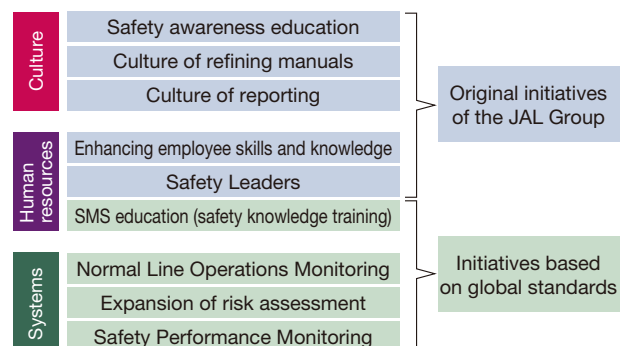 Culture
Safety awareness education
Culture of refining manuals
Culture of reporting
Original initiatives
of the JAL Group
Human
resources
Enhancing employee skills and knowledge
Safety Leaders
SMS education (safety knowledge training)
Systems
Normal Line Operations Monitoring
Expansion of risk assessment
Safety Performance Monitoring
Initiatives based
on global standards